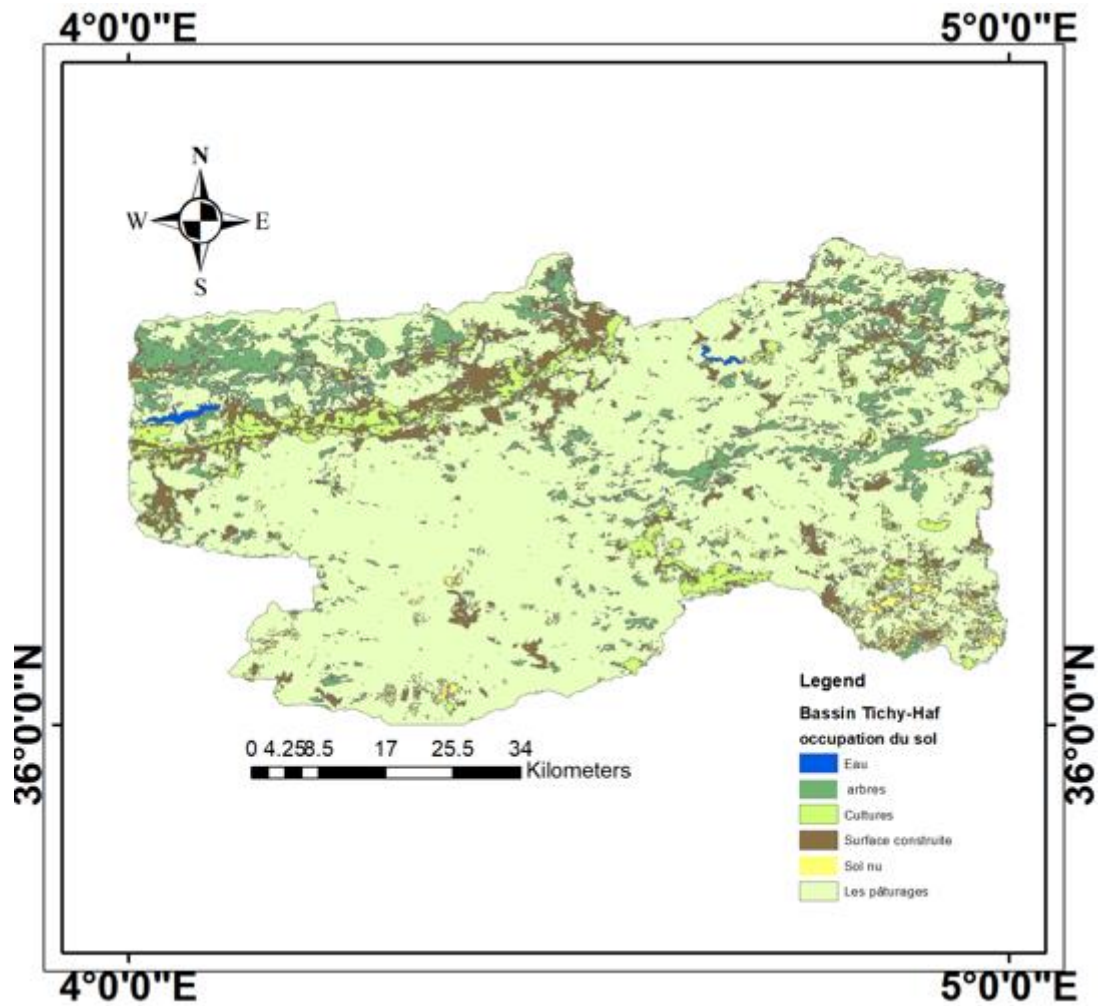 4°0'0"E 5°0'0"E
N
W E
S
36°0'0"N 36°0'0"N
Legend
Bassin Tichy-Haf
occupation du sol
Eau
arbres
Cultures
Surface construite
Sol nu
Les pâturages
0 4.258.5 17 25.5 34
Kilometers
4°0'0"E 5°0'0"E